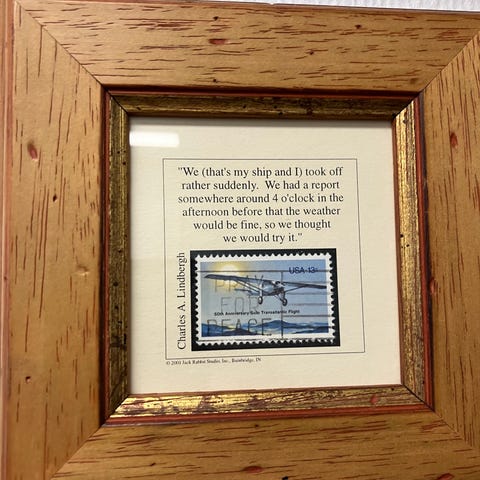 "We (that's my ship and I) took off
rather suddenly. We had a report
somewhere around 4 o'clock in the
afternoon before that the weather
would be fine, so we thought
we would try it."
Charles A. Lindbergh
USA·13c
PRAY
FOR
PEACE
50th Anniversary Solo Transatlantic Flight
© 2001 Jack Rabbit Studio, Inc., Bainbridge, IN